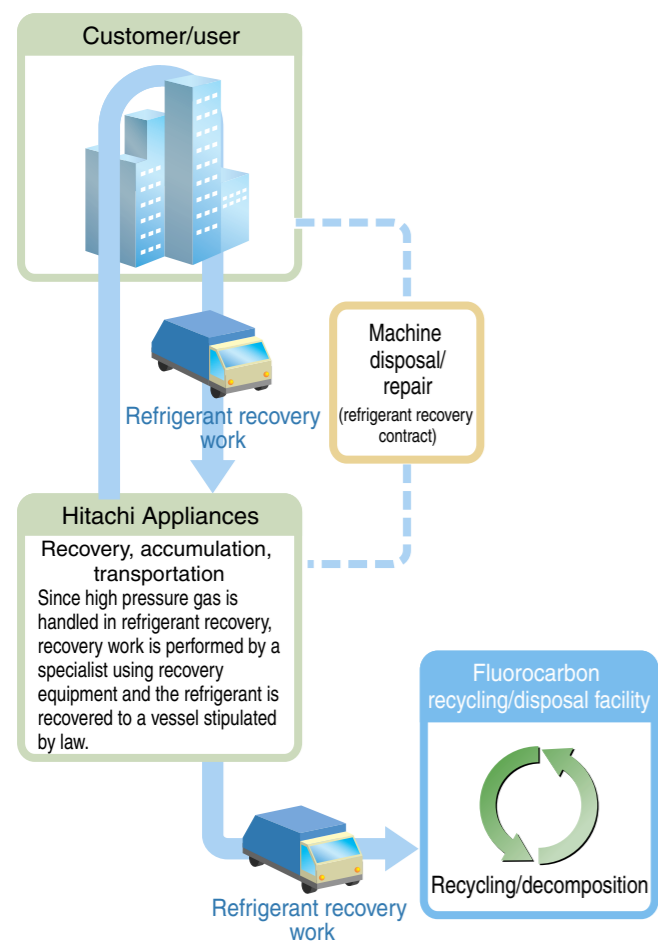 Customer/user
Machine
disposal/
repair
(refrigerant recovery
contract)
Refrigerant recovery
work
Hitachi Appliances
Recovery, accumulation,
transportation
Since high pressure gas is
handled in refrigerant recovery,
recovery work is performed by a
specialist using recovery
equipment and the refrigerant is
recovered to a vessel stipulated
by law.
Fluorocarbon
recycling/disposal facility
Recycling/decomposition
Refrigerant recovery
work